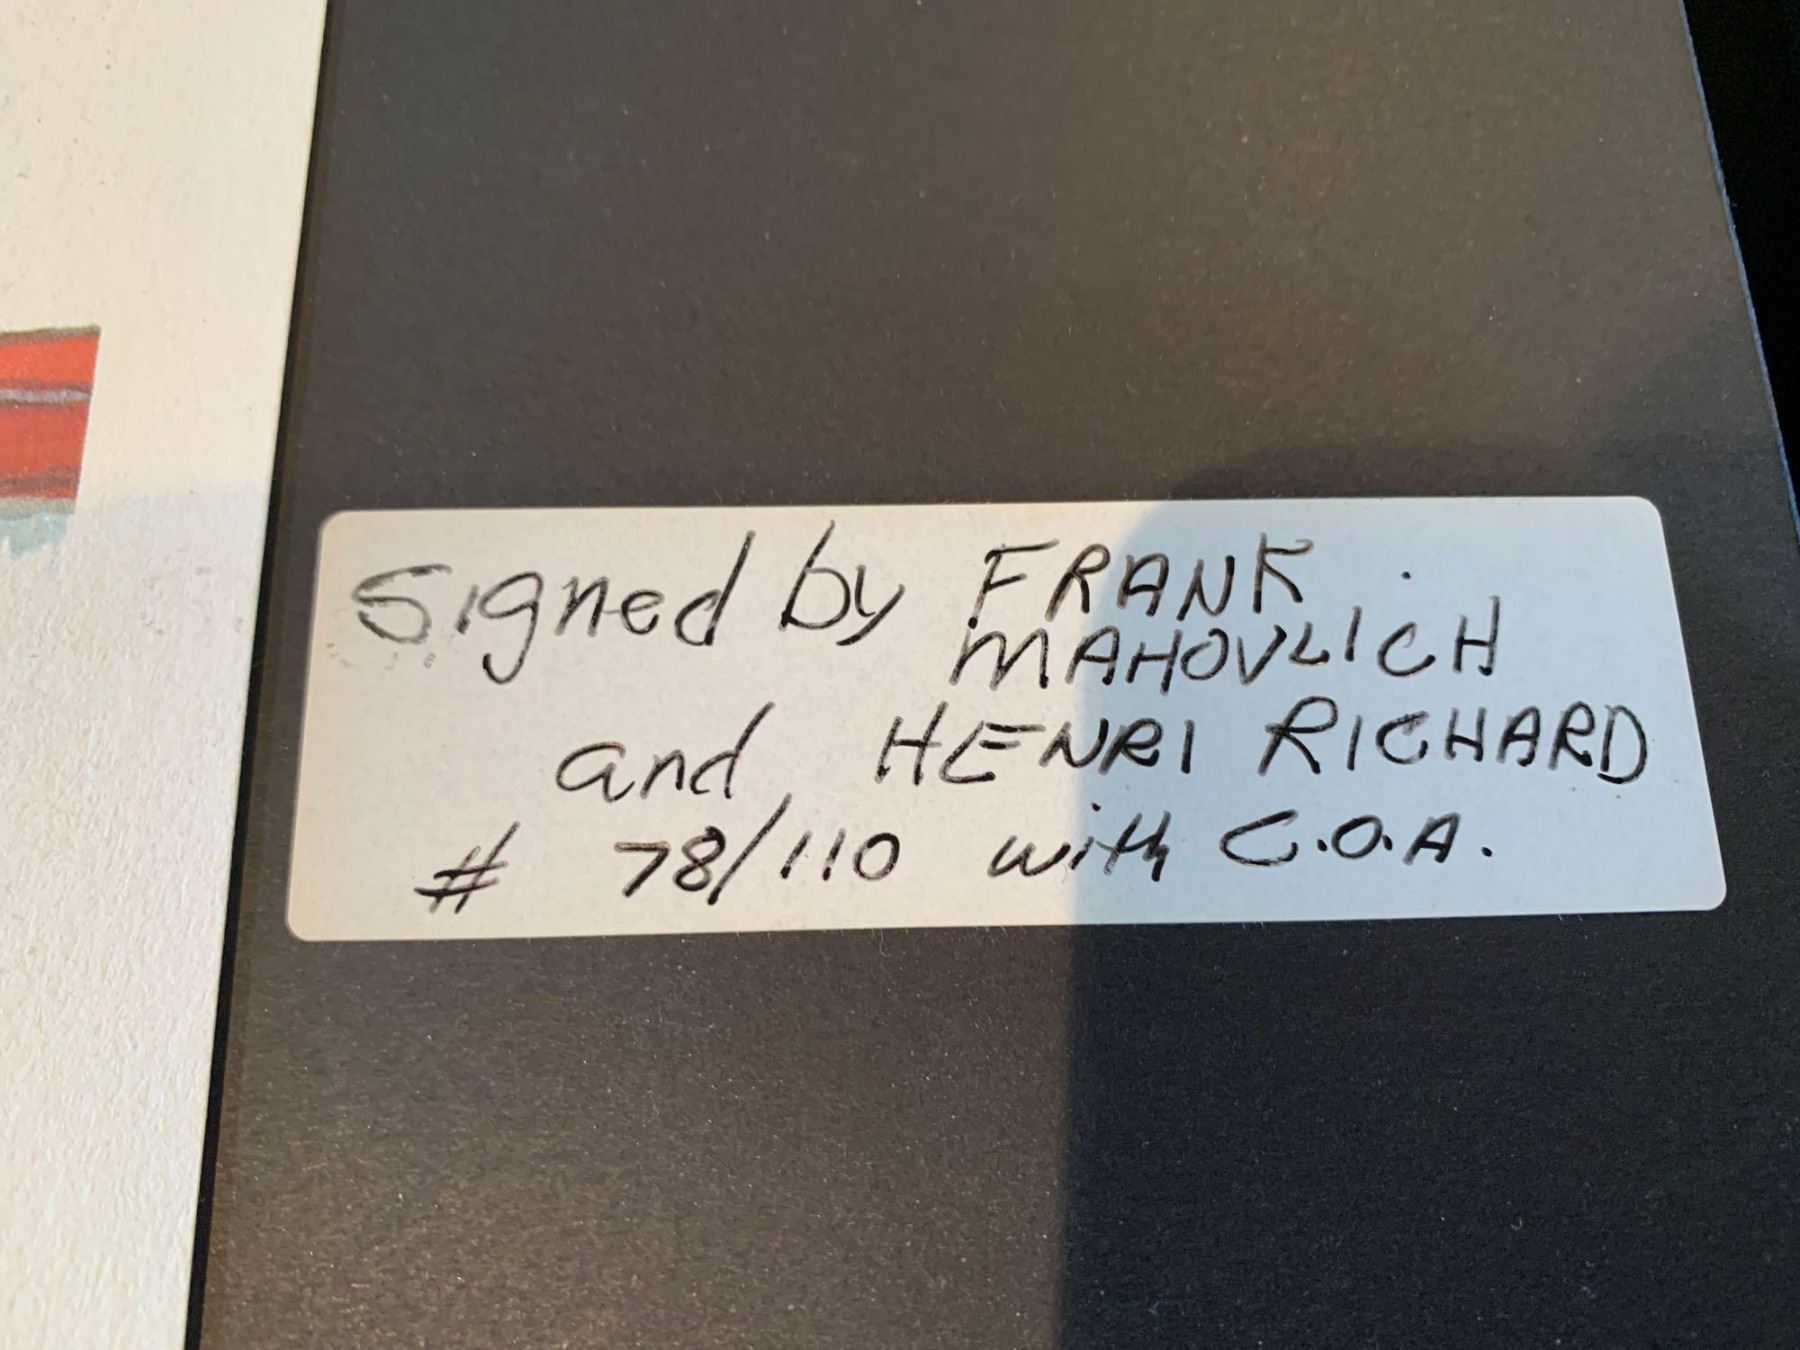 Signed by FRANK
MAHOVLICH
and HENRI RICHARD
# 78/110 with C.O.A.